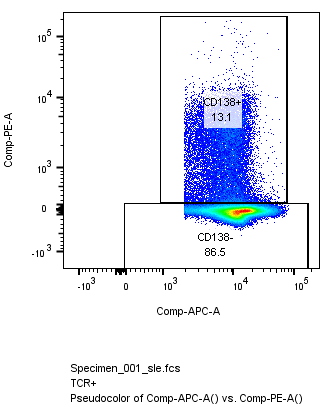 10^5
10^4
10^3
0
-10^3
Comp-PE-A
CD138+
13.1
CD138-
86.5
-10^3
0
10^3
10^4
10^5
Comp-APC-A
Specimen_001_sle.fcs
TCR+
Pseudocolor of Comp-APC-A() vs. Comp-PE-A()